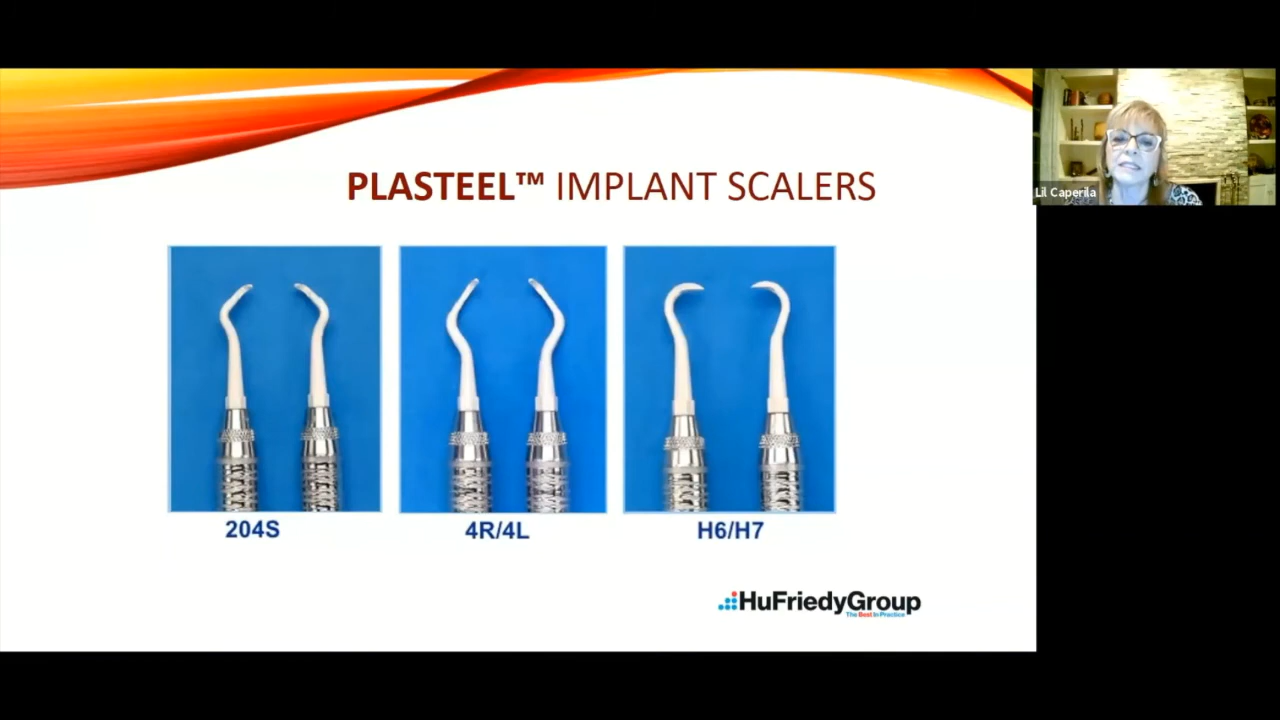 PLASTEEL™ IMPLANT SCALERS
Lil Caperila
204S
4R/4L
H6/H7
HuFriedyGroup
The Best In Practice